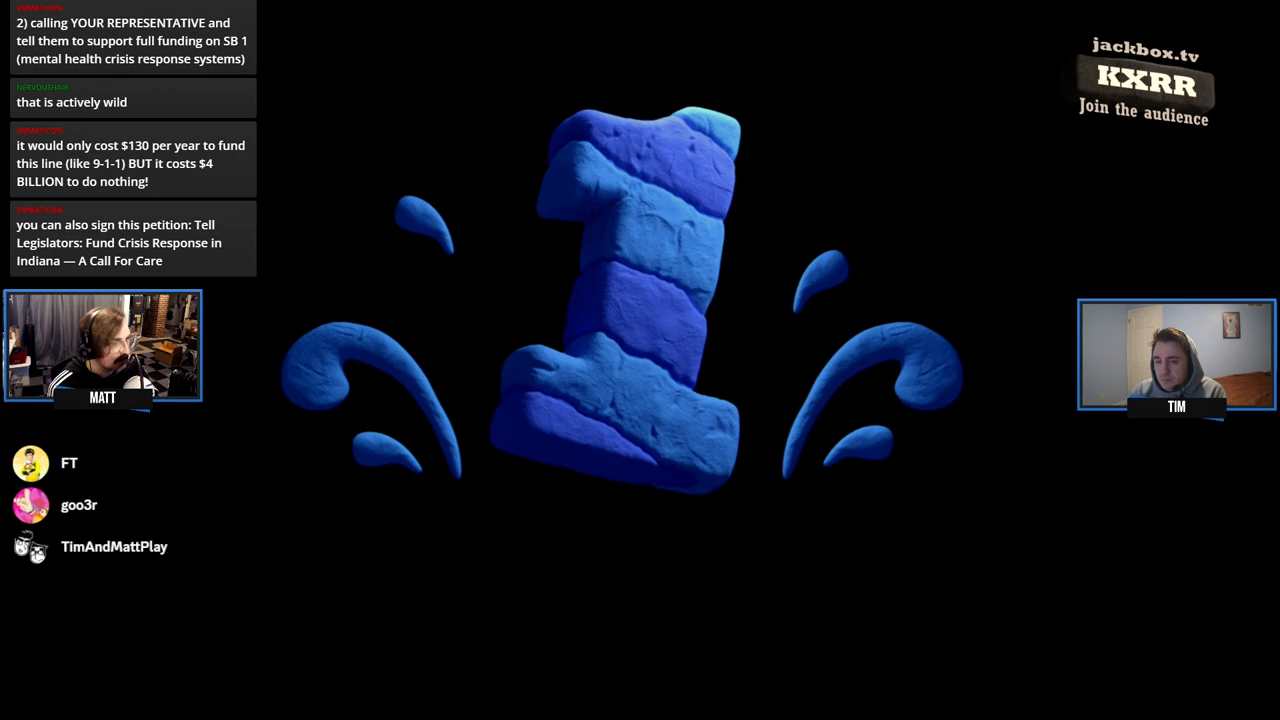 2) calling YOUR REPRESENTATIVE and
tell them to support full funding on SB 1
(mental health crisis response systems)
NERVOUSHAIR
that is actively wild
it would only cost $130 per year to fund
this line (like 9-1-1) BUT it costs $4
BILLION to do nothing!
you can also sign this petition: Tell
Legislators: Fund Crisis Response in
Indiana — A Call For Care
MATT
FT
goo3r
TimAndMattPlay
1
jackbox.tv
KXRR
Join the audience
TIM